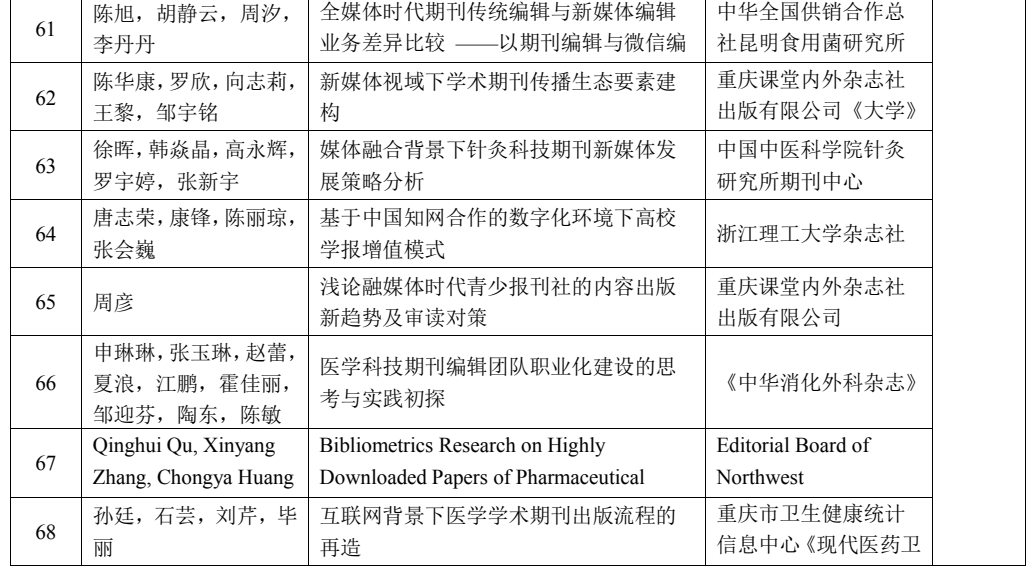 61
陈旭，胡静云，周汐，
李丹丹
全媒体时代期刊传统编辑与新媒体编辑
业务差异比较 ——以期刊编辑与微信编
中华全国供销合作总
社昆明食用菌研究所
62
陈华康，罗欣，向志莉，
王黎，邹宇铭
新媒体视域下学术期刊传播生态要素建
构
重庆课堂内外杂志社
出版有限公司《大学》
63
徐晖，韩焱晶，高永辉，
罗宇婷，张新宇
媒体融合背景下针灸科技期刊新媒体发
展策略分析
中国中医科学院针灸
研究所期刊中心
64
唐志荣，康锋，陈丽琼，
张会巍
基于中国知网合作的数字化环境下高校
学报增值模式
浙江理工大学杂志社
65
周彦
浅论融媒体时代青少报刊社的内容出版
新趋势及审读对策
重庆课堂内外杂志社
出版有限公司
66
申琳琳，张玉琳，赵蕾，
夏浪，江鹏，霍佳丽，
邹迎芬，陶东，陈敏
医学科技期刊编辑团队职业化建设的思
考与实践初探
《中华消化外科杂志》
67
Qinghui Qu, Xinyang
Zhang, Chongya Huang
Bibliometrics Research on Highly
Downloaded Papers of Pharmaceutical
Editorial Board of
Northwest
68
孙廷，石芸，刘芹，毕
丽
互联网背景下医学学术期刊出版流程的
再造
重庆市卫生健康统计
信息中心《现代医药卫